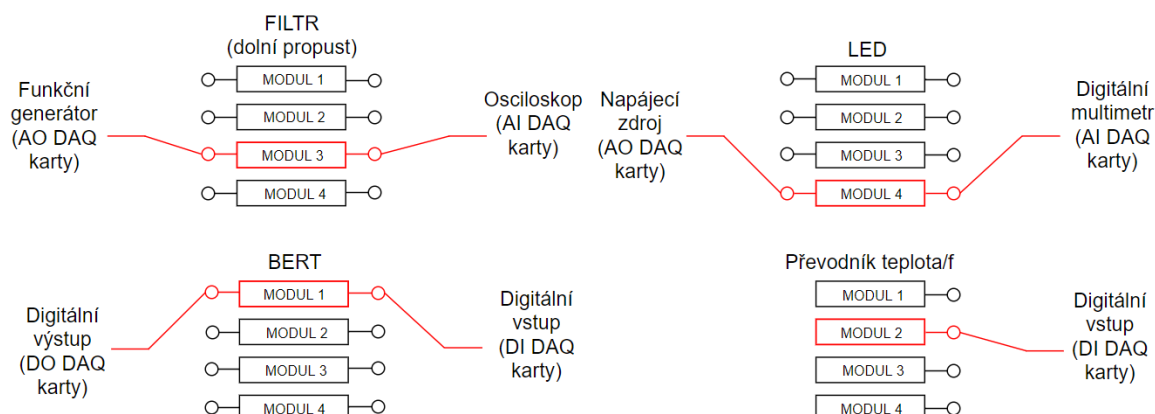 FILTR
(dolní propust)
Funkční
generátor
(AO DAQ
karty)
MODUL 1
MODUL 2
MODUL 3
MODUL 4
Osciloskop
(AI DAQ
karty)
LED
Napájecí
zdroj
(AO DAQ
karty)
MODUL 1
MODUL 2
MODUL 3
MODUL 4
Digitální
multimetr
(AI DAQ
karty)
BERT
Digitální
výstup
(DO DAQ
karty)
MODUL 1
MODUL 2
MODUL 3
MODUL 4
Digitální
vstup
(DI DAQ
karty)
Převodník teplota/f
MODUL 1
MODUL 2
MODUL 3
MODUL 4
Digitální
vstup
(DI DAQ
karty)